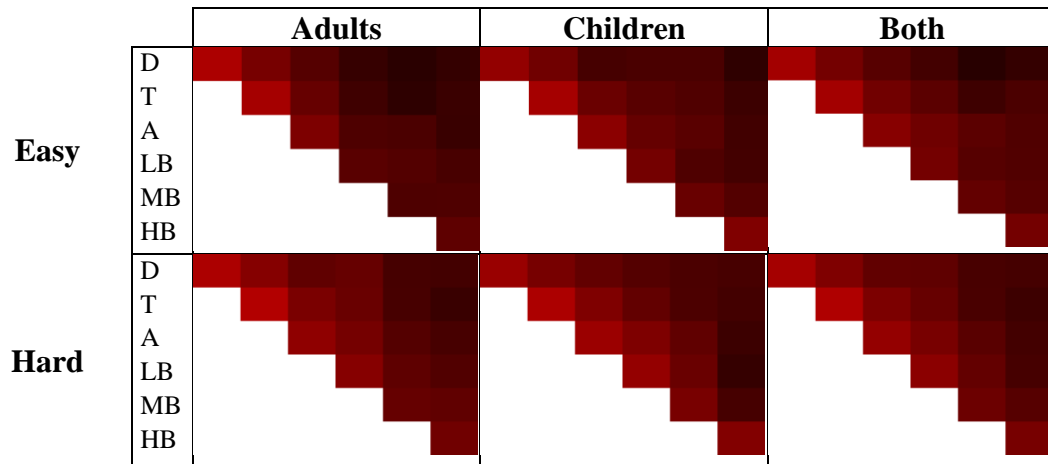 Adults Children Both
Easy
D
T
A
LB
MB
HB
Hard
D
T
A
LB
MB
HB